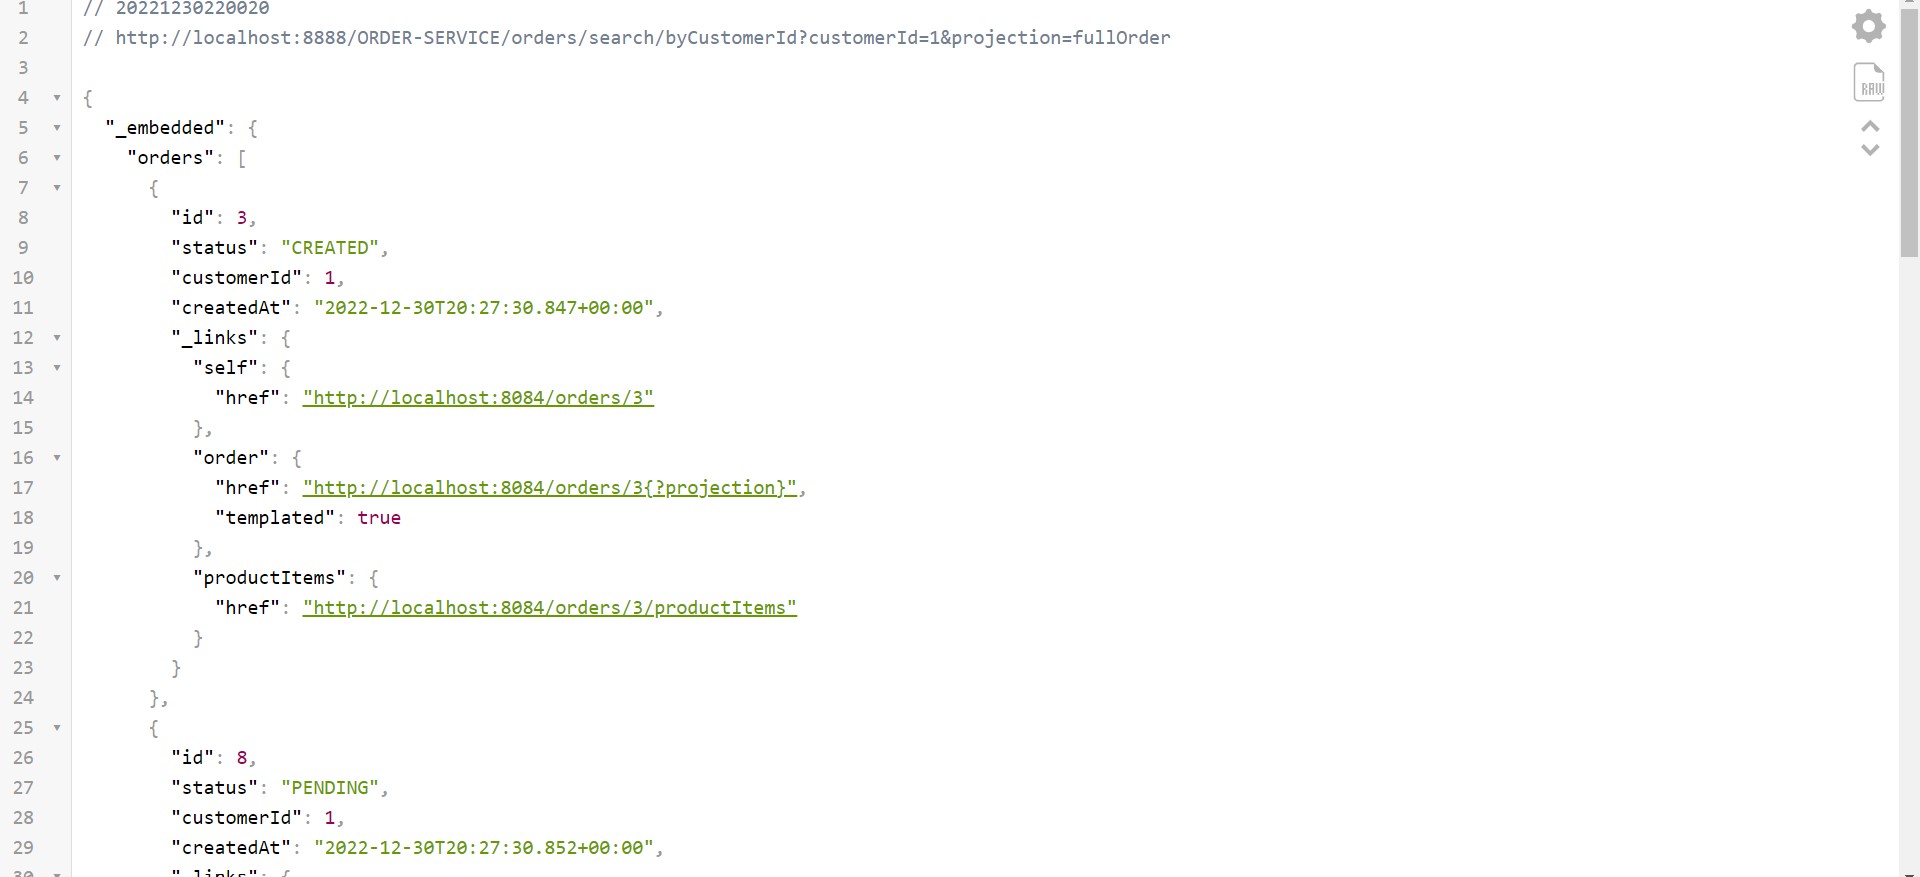 1 // 20221230220020
2 // http://localhost:8888/ORDER-SERVICE/orders/search/byCustomerId?customerId=1&projection=fullOrder
3
4 {
5 "_embedded": {
6 "orders": [
7 {
8 "id": 3,
9 "status": "CREATED",
10 "customerId": 1,
11 "createdAt": "2022-12-30T20:27:30.847+00:00",
12 "_links": {
13 "self": {
14 "href": "http://localhost:8084/orders/3"
15 },
16 "order": {
17 "href": "http://localhost:8084/orders/3{?projection}",
18 "templated": true
19 },
20 "productItems": {
21 "href": "http://localhost:8084/orders/3/productItems"
22 }
23 }
24 },
25 {
26 "id": 8,
27 "status": "PENDING",
28 "customerId": 1,
29 "createdAt": "2022-12-30T20:27:30.852+00:00",
30 "_links": {
RAW